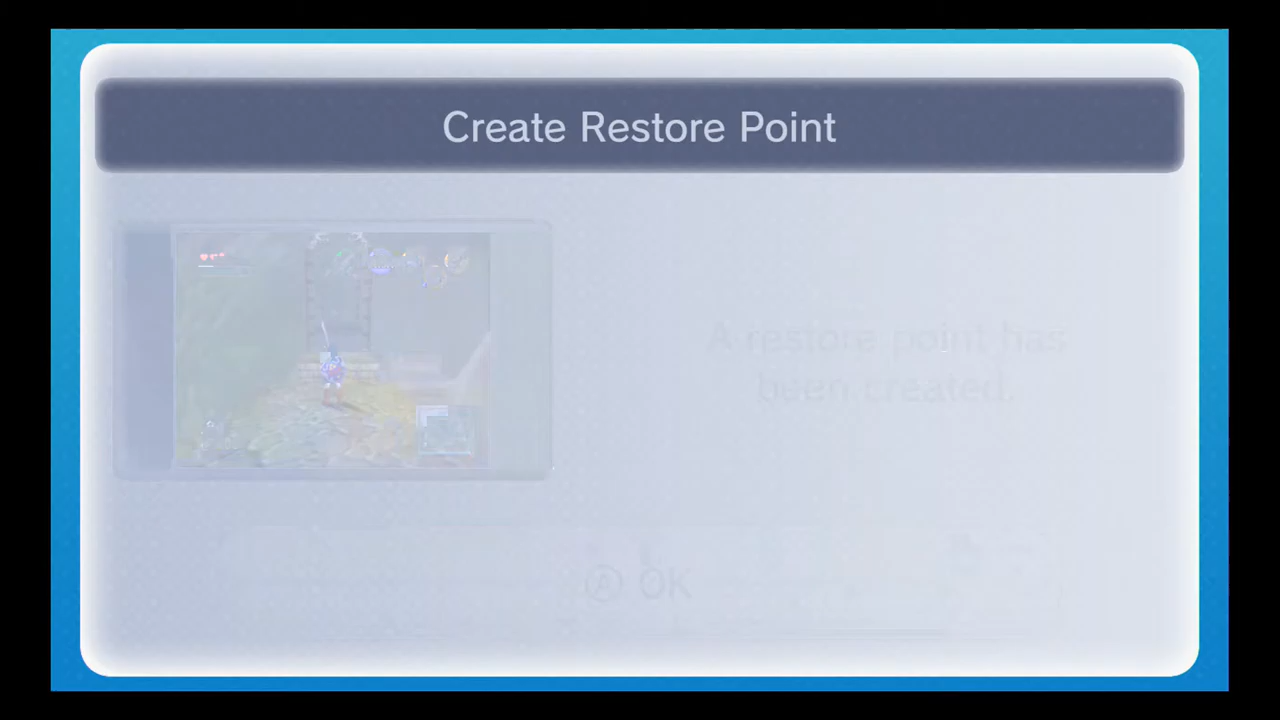 Create Restore Point
A restore point has
been created.
Ⓐ OK